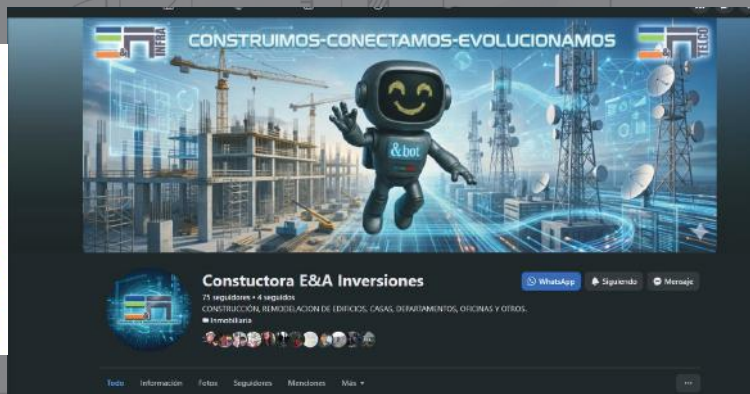 E&A INFRA
CONSTRUIMOS-CONECTAMOS-EVOLUCIONAMOS
E&A TELCO
&bot
E&A
Constuctora E&A Inversiones
75 seguidores • 4 seguidos
CONSTRUCCIÓN, REMODELACION DE EDIFICIOS, CASAS, DEPARTAMENTOS, OFICINAS Y OTROS.
Inmobiliaria
WhatsApp
Siguiendo
Mensaje
Todo Información Fotos Seguidores Menciones Más